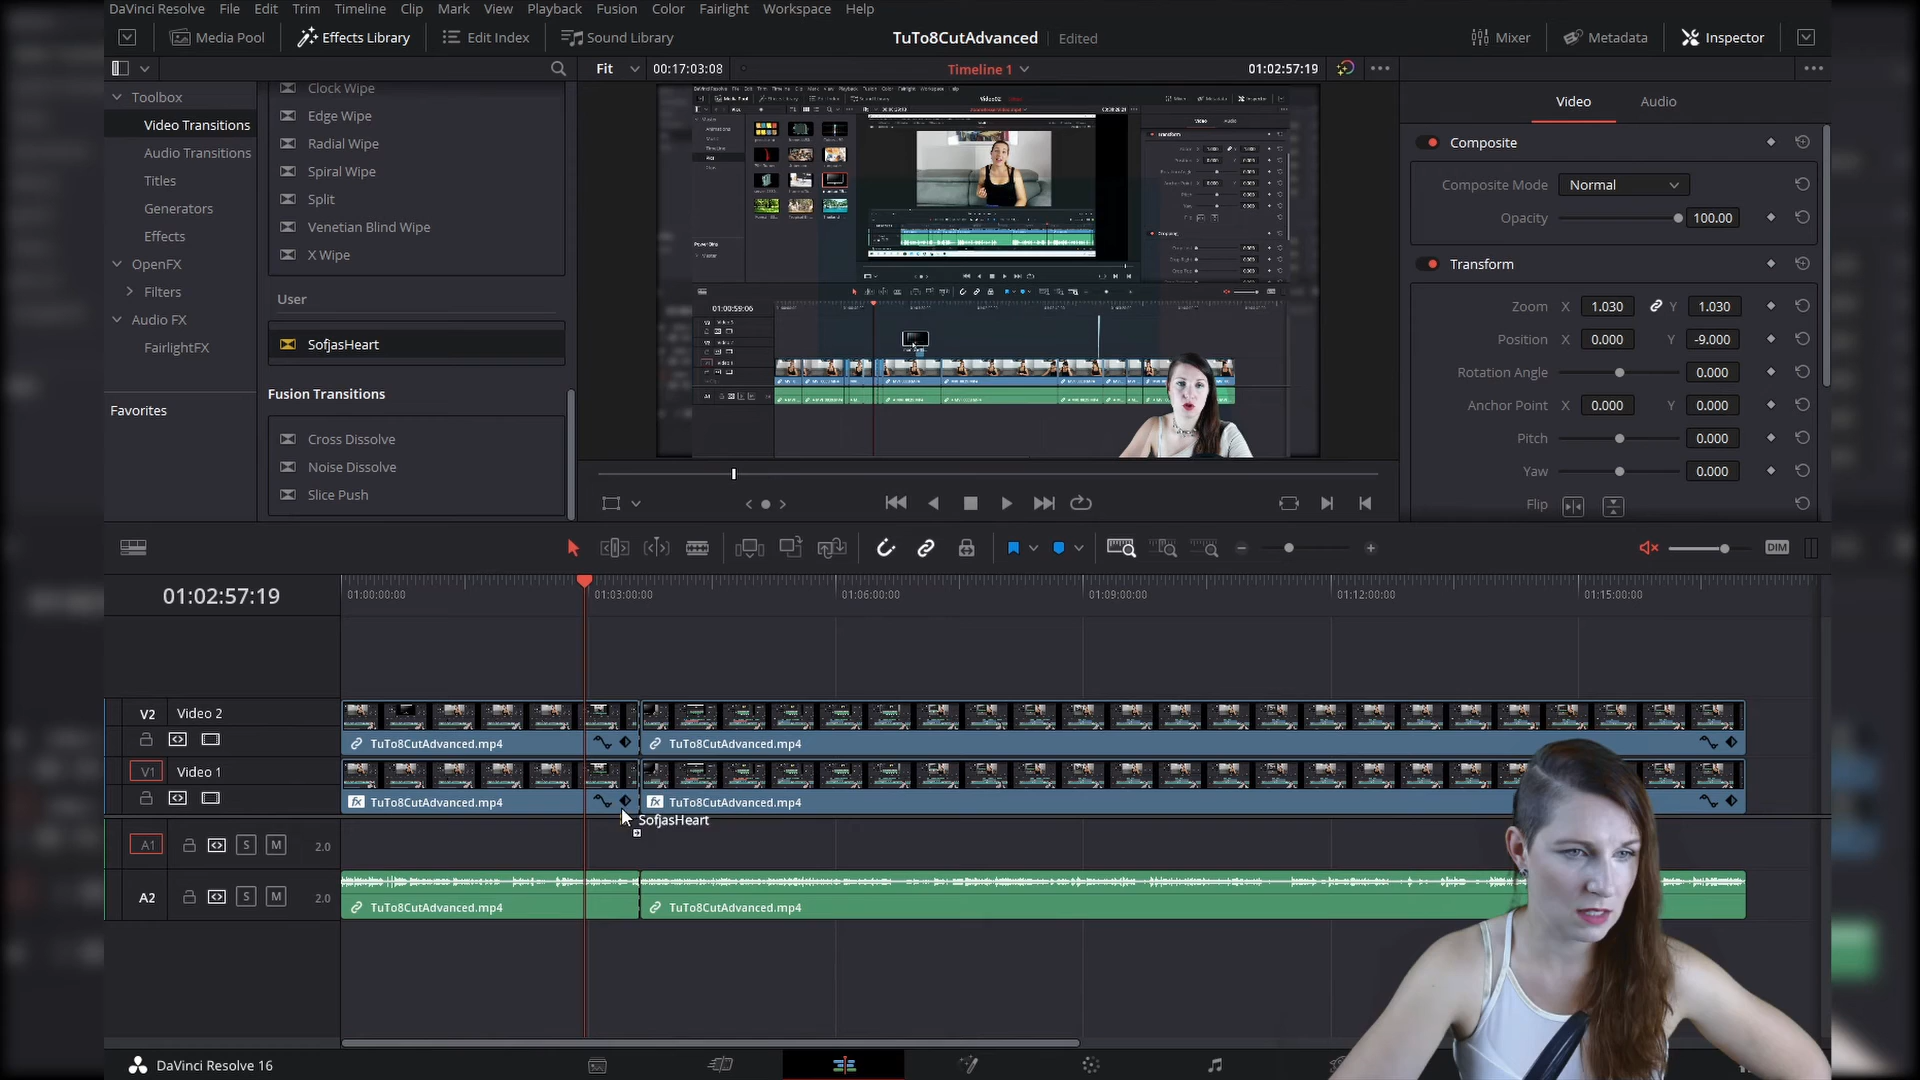 DaVinci Resolve File Edit Trim Timeline Clip Mark View Playback Fusion Color Fairlight Workspace Help
Media Pool Effects Library Edit Index Sound Library TuTo8CutAdvanced Edited Mixer Metadata Inspector
Fit 00:17:03:08 Timeline 1 01:02:57:19
Toolbox
Video Transitions
Audio Transitions
Titles
Generators
Effects
OpenFX
Filters
Audio FX
FairlightFX
Favorites
Clock Wipe
Edge Wipe
Radial Wipe
Spiral Wipe
Split
Venetian Blind Wipe
X Wipe
User
SofjasHeart
Fusion Transitions
Cross Dissolve
Noise Dissolve
Slice Push
01:00:59:06
Video Audio
Composite
Composite Mode Normal
Opacity 100.00
Transform
Zoom X 1.030 Y 1.030
Position X 0.000 Y -9.000
Rotation Angle 0.000
Anchor Point X 0.000 Y 0.000
Pitch 0.000
Yaw 0.000
Flip
DIM
01:02:57:19 01:00:00:00 01:03:00:00 01:06:00:00 01:09:00:00 01:12:00:00 01:15:00:00
V2 Video 2
TuTo8CutAdvanced.mp4 TuTo8CutAdvanced.mp4
V1 Video 1
fx TuTo8CutAdvanced.mp4 fx TuTo8CutAdvanced.mp4
SofjasHeart
A1 S M 2.0
A2 S M 2.0
TuTo8CutAdvanced.mp4 TuTo8CutAdvanced.mp4
DaVinci Resolve 16